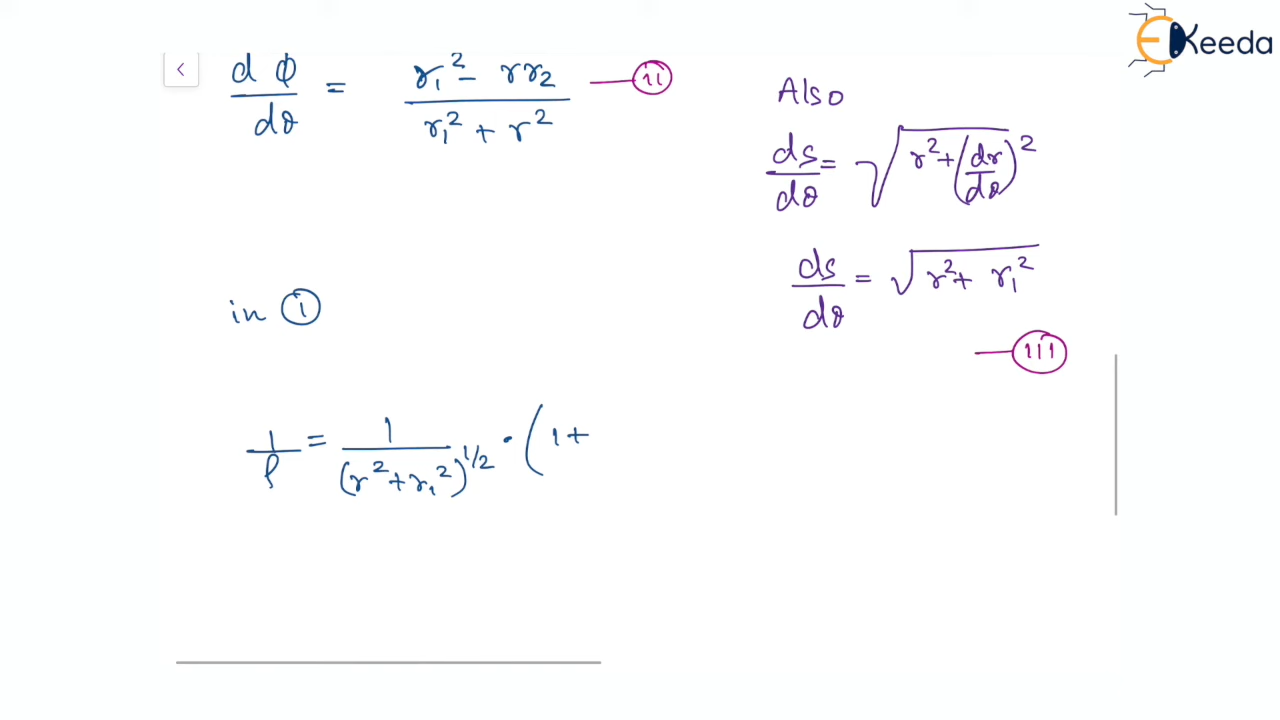 EKeeda
<
dΦ/dθ = (r₁² - rr₂)/(r₁² + r²) — (ii)
Also
ds/dθ = √(r² + (dr/dθ)²)
ds/dθ = √(r² + r₁²)
— (iii)
in (i)
1/ρ = 1/(r² + r₁²)^1/2 · (1 +